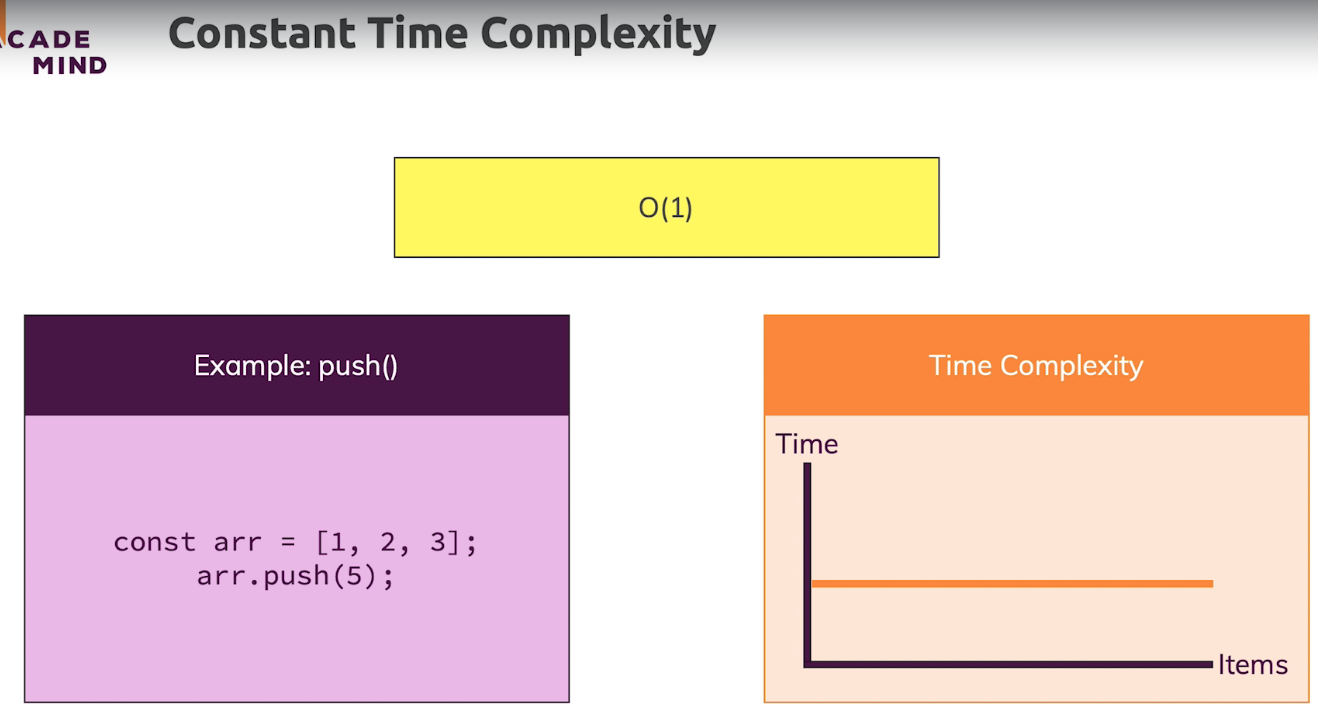 CADE
MIND
Constant Time Complexity
O(1)
Example: push()
const arr = [1, 2, 3];
arr.push(5);
Time Complexity
Time
Items